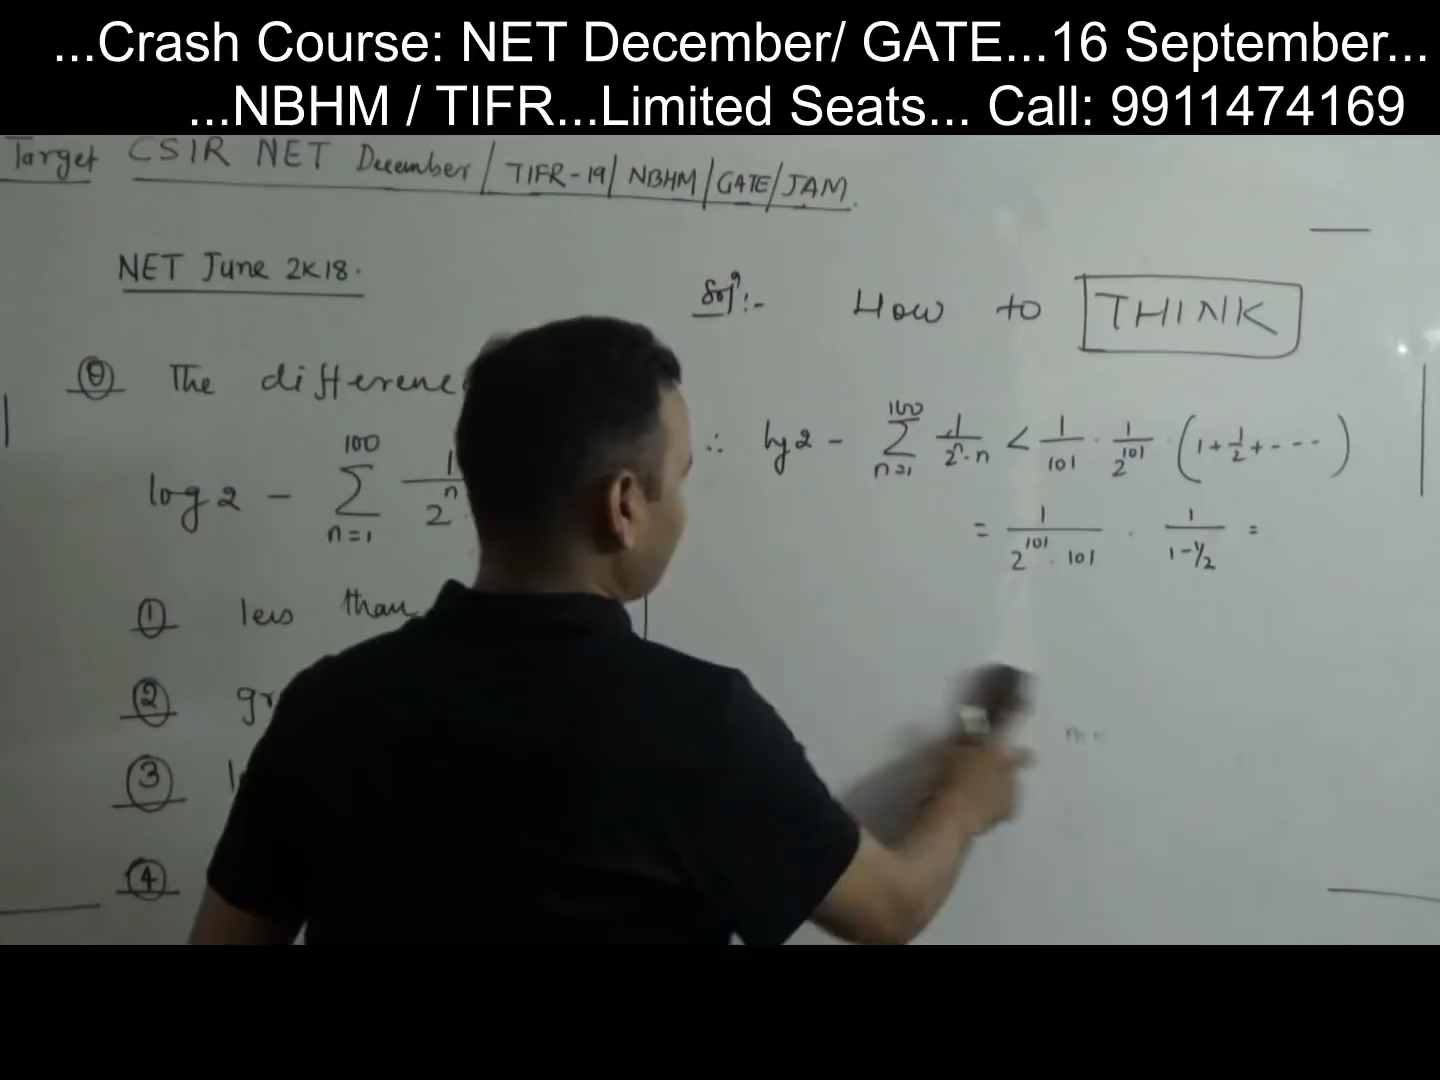 ...Crash Course: NET December/ GATE...16 September...
...NBHM / TIFR...Limited Seats... Call: 9911474169
Target CSIR NET December / TIFR-19 / NBHM / GATE / JAM.
NET June 2K18.
Q The difference
log 2 - 100 ∑ n=1 1 2^n
① less than
②
③
④
Solⁿ:- How to THINK
∴ log 2 - 100 ∑ n=1 1/2^n·n < 1/101 · 1/2^101 · (1+1/2+---)
= 1/2^101·101 · 1/1-1/2 =